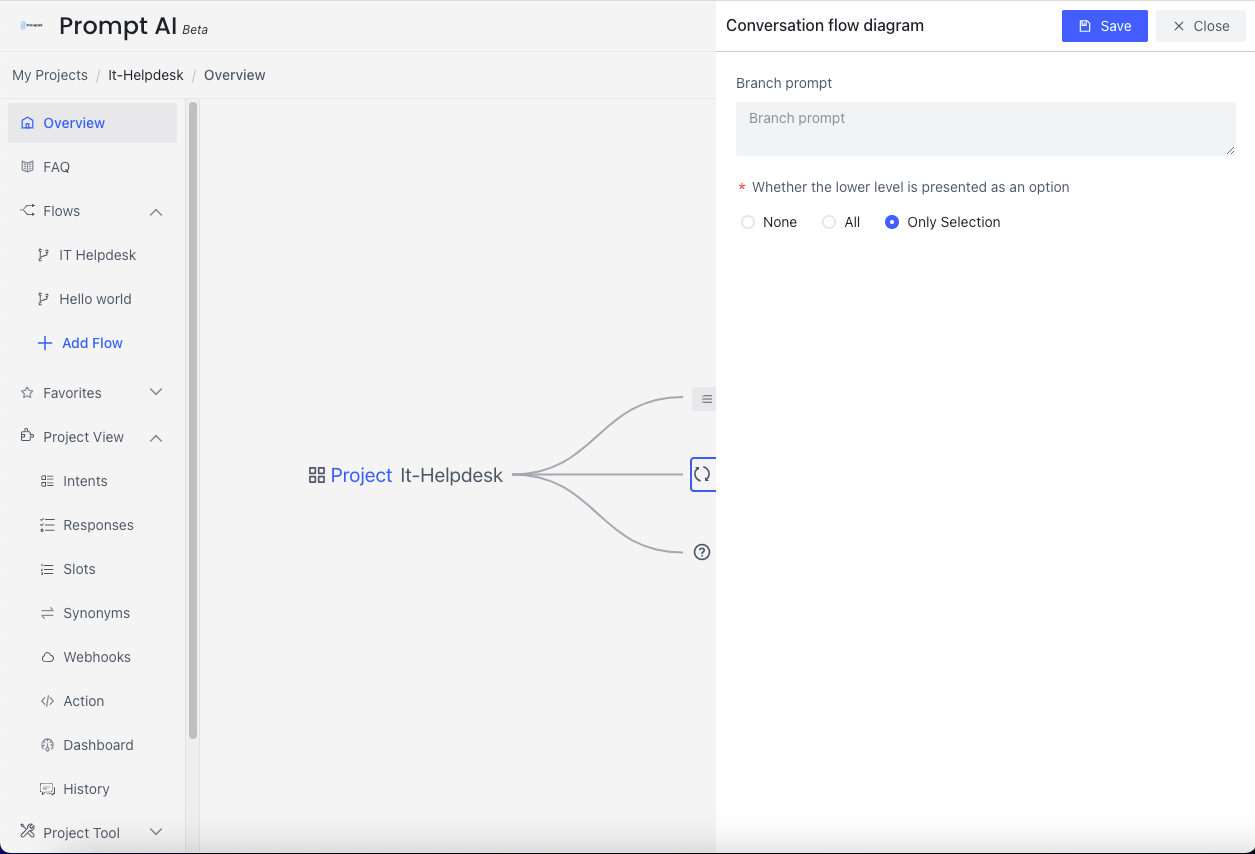 Prompt AI Beta
Conversation flow diagram
Save
Close
My Projects / It-Helpdesk / Overview
Overview
FAQ
Flows
IT Helpdesk
Hello world
Add Flow
Favorites
Project View
Intents
Responses
Slots
Synonyms
Webhooks
Action
Dashboard
History
Project Tool
Project It-Helpdesk
Branch prompt
Branch prompt
* Whether the lower level is presented as an option
None
All
Only Selection